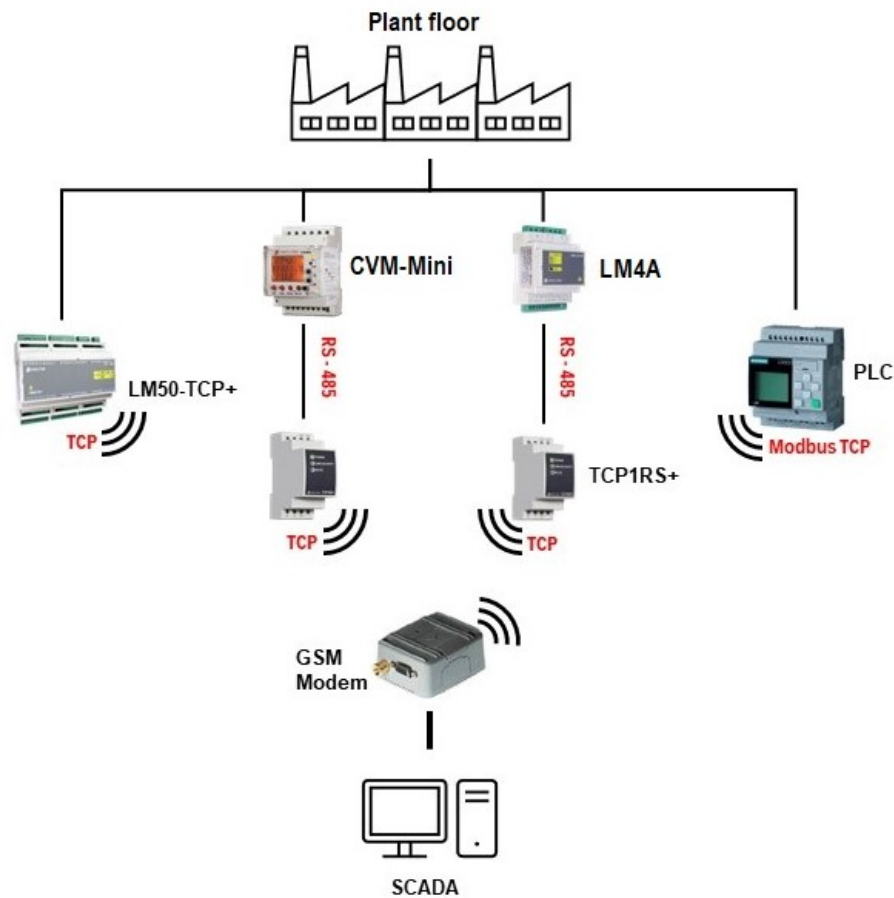 Plant floor
CVM-Mini
LM4A
RS - 485
RS - 485
LM50-TCP+
PLC
TCP
Modbus TCP
TCP1RS+
TCP
TCP
GSM
Modem
SCADA